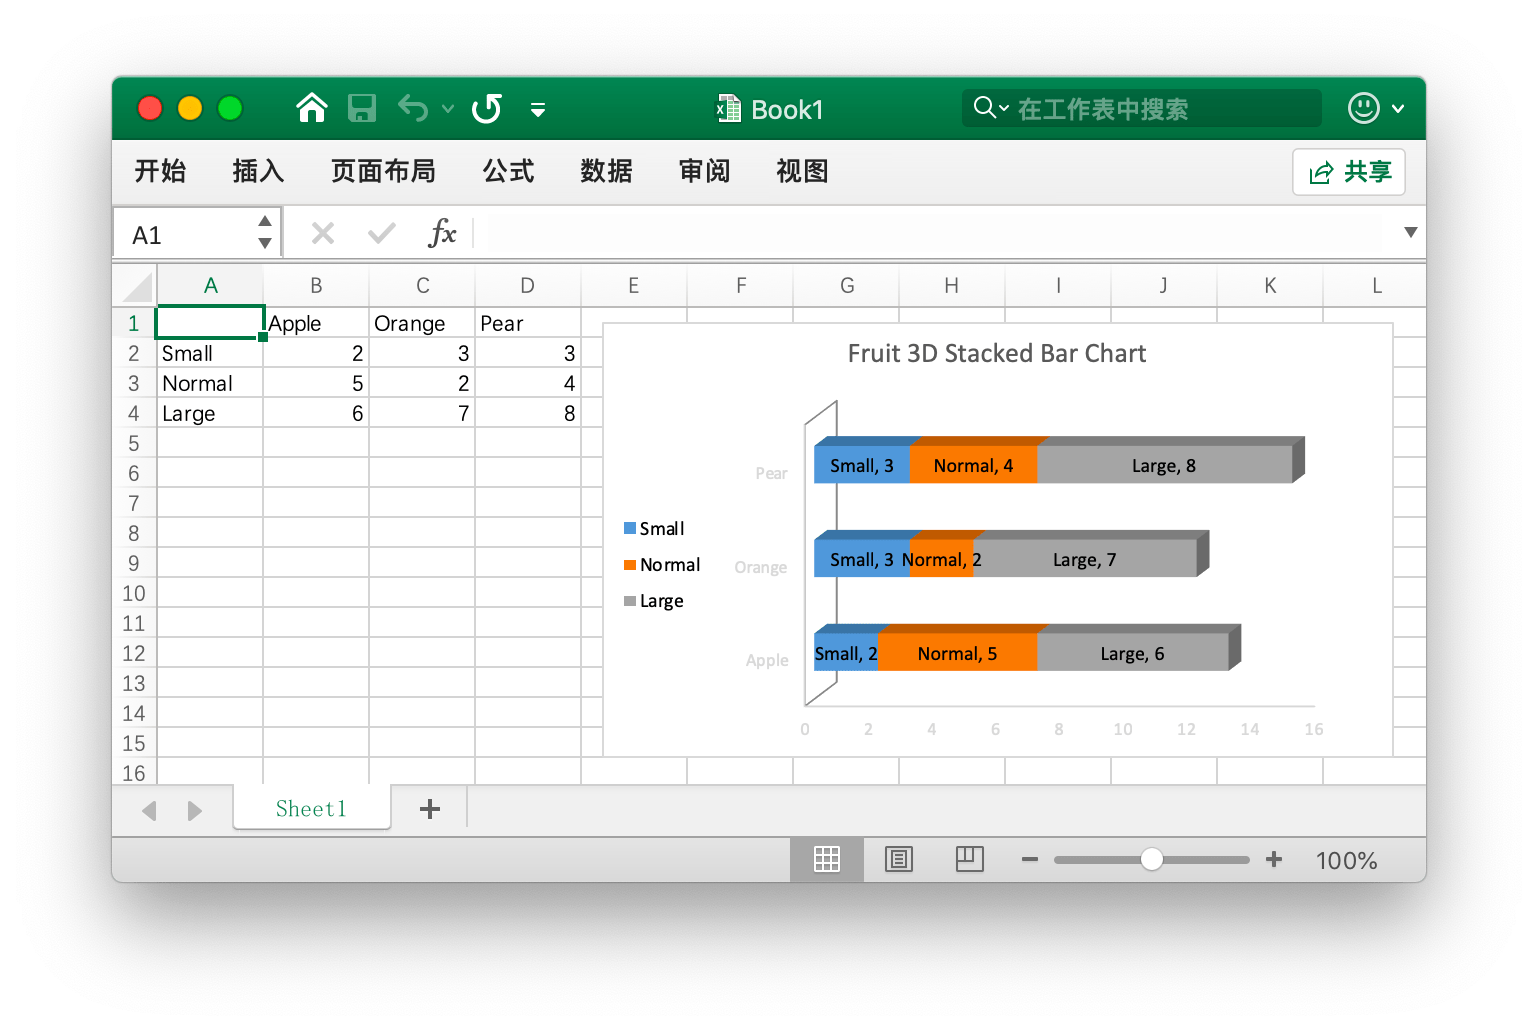 Book1
在工作表中搜索
开始 插入 页面布局 公式 数据 审阅 视图 共享
A1 fx
A B C D E F G H I J K L
1 Apple Orange Pear
2 Small 2 3 3
3 Normal 5 2 4
4 Large 6 7 8
5
6
7
8
9
10
11
12
13
14
15
16
Fruit 3D Stacked Bar Chart
Pear Small, 3 Normal, 4 Large, 8
Orange Small, 3 Normal, 2 Large, 7
Apple Small, 2 Normal, 5 Large, 6
0 2 4 6 8 10 12 14 16
Small
Normal
Large
Sheet1
100%